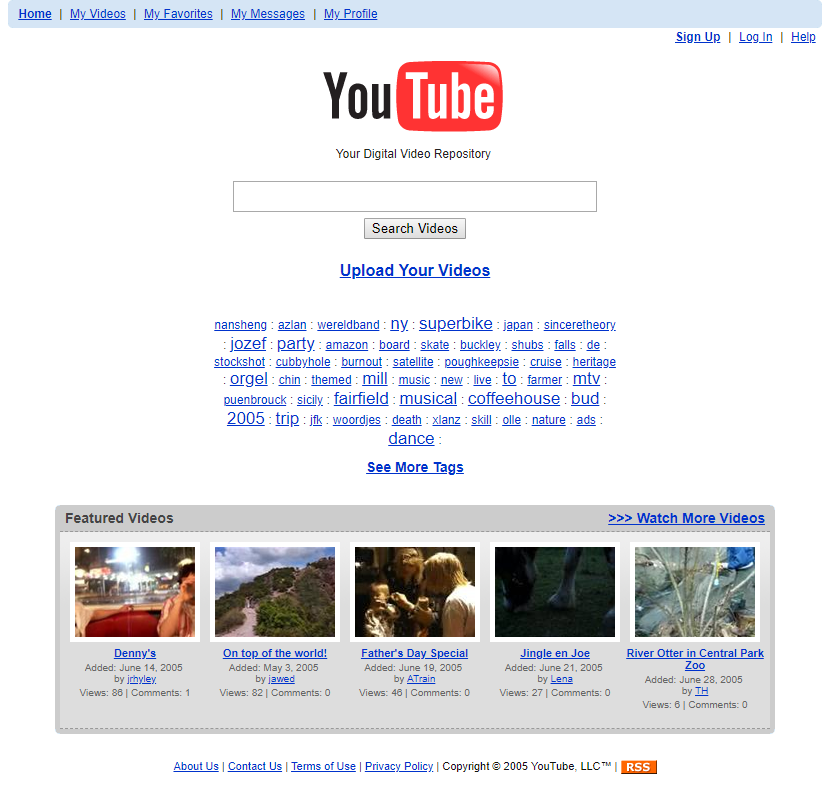 Home | My Videos | My Favorites | My Messages | My Profile
Sign Up | Log In | Help
YouTube
Your Digital Video Repository
Search Videos
Upload Your Videos
nansheng : azlan : wereldband : ny : superbike : japan : sinceretheory
: jozef : party : amazon : board : skate : buckley : shubs : falls : de :
stockshot : cubbyhole : burnout : satellite : poughkeepsie : cruise : heritage
: orgel : chin : themed : mill : music : new : live : to : farmer : mtv :
puenbrouck : sicily : fairfield : musical : coffeehouse : bud :
2005 : trip : jfk : woordjes : death : xlanz : skill : olle : nature : ads :
dance :
See More Tags
Featured Videos >>> Watch More Videos
Denny's
Added: June 14, 2005
by jrhyley
Views: 86 | Comments: 1
On top of the world!
Added: May 3, 2005
by jawed
Views: 82 | Comments: 0
Father's Day Special
Added: June 19, 2005
by ATrain
Views: 46 | Comments: 0
Jingle en Joe
Added: June 21, 2005
by Lena
Views: 27 | Comments: 0
River Otter in Central Park
Zoo
Added: June 28, 2005
by TH
Views: 6 | Comments: 0
About Us | Contact Us | Terms of Use | Privacy Policy | Copyright © 2005 YouTube, LLC™ | RSS